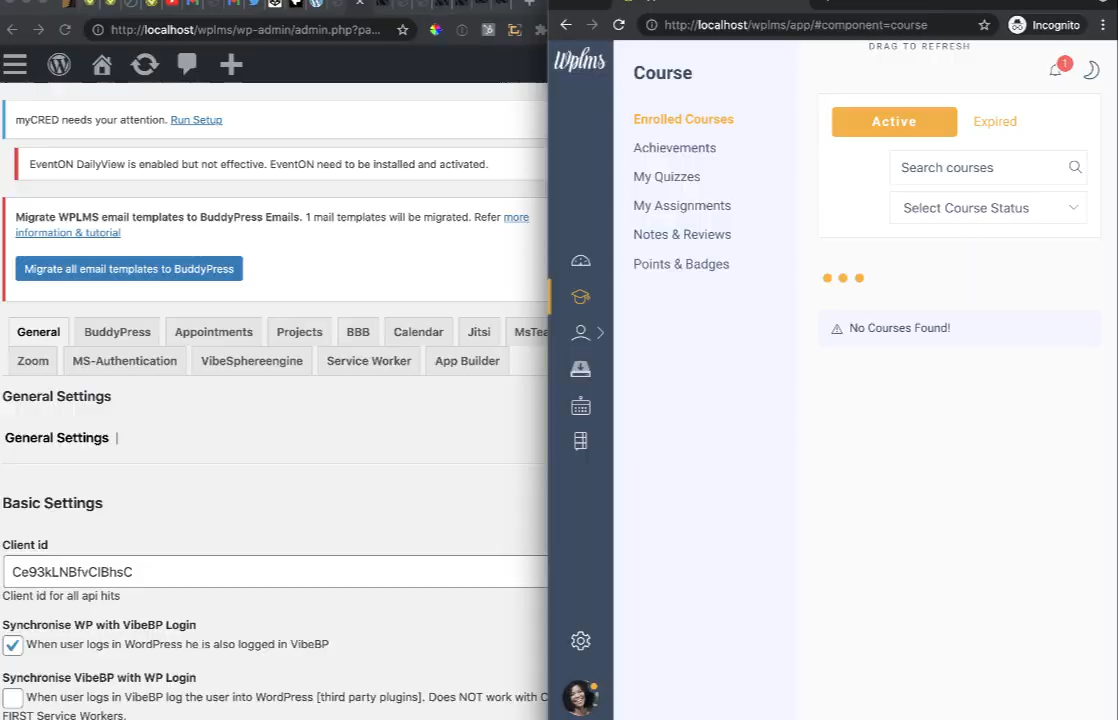 http://localhost/wplms/wp-admin/admin.php?pa...
myCRED needs your attention. Run Setup
EventON DailyView is enabled but not effective. EventON need to be installed and activated.
Migrate WPLMS email templates to BuddyPress Emails. 1 mail templates will be migrated. Refer more
information & tutorial
Migrate all email templates to BuddyPress
General BuddyPress Appointments Projects BBB Calendar Jitsi MsTea
Zoom MS-Authentication VibeSphereengine Service Worker App Builder
General Settings
General Settings |
Basic Settings
Client id
Ce93kLNBfvClBhsC
Client id for all api hits
Synchronise WP with VibeBP Login
When user logs in WordPress he is also logged in VibeBP
Synchronise VibeBP with WP Login
When user logs in VibeBP log the user into WordPress [third party plugins]. Does NOT work with C
FIRST Service Workers.
http://localhost/wplms/app/#component=course
Incognito
Wplms
DRAG TO REFRESH
1
Course
Enrolled Courses
Achievements
My Quizzes
My Assignments
Notes & Reviews
Points & Badges
Active Expired
Search courses
Select Course Status
No Courses Found!